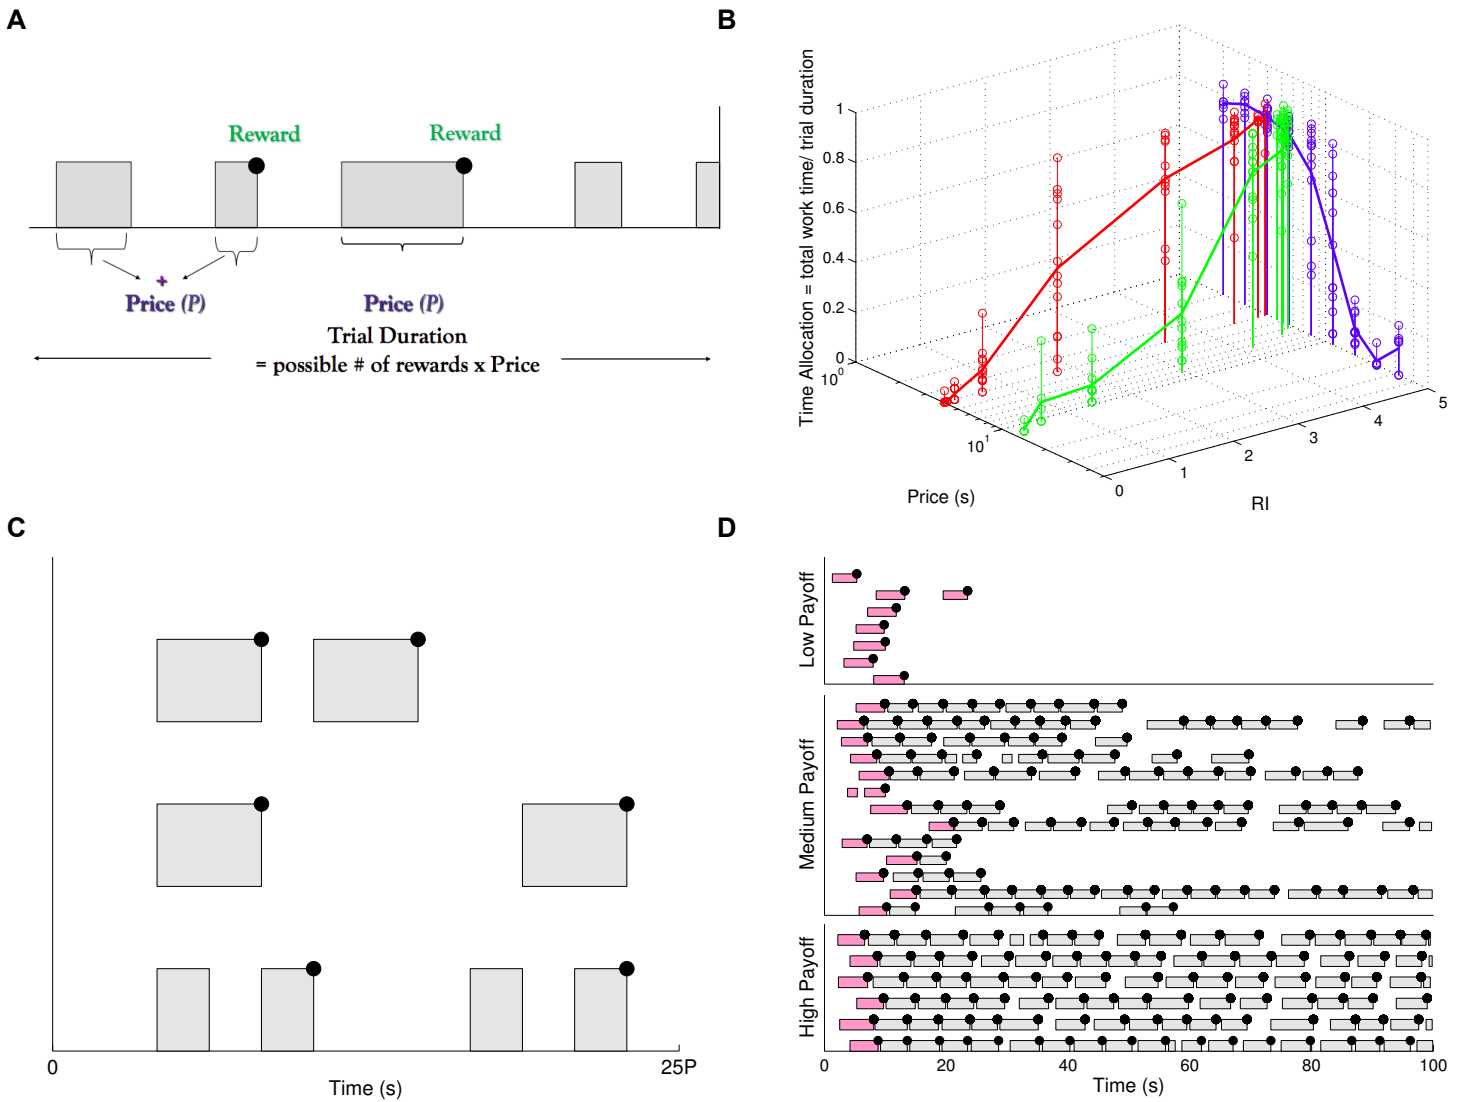 A
Reward
Reward
+
Price (P)
Price (P)
Trial Duration
= possible # of rewards x Price
B
Time Allocation = total work time/ trial duration
1
0.8
0.6
0.4
0.2
0
10^0
10^1
Price (s)
0
1
2
3
4
5
RI
C
0
25P
Time (s)
D
Low Payoff
Medium Payoff
High Payoff
0
20
40
60
80
100
Time (s)